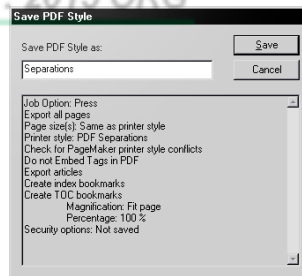 Save PDF Style
Save PDF Style as:
Save
Separations
Cancel
Job Option: Press
Export all pages
Page size(s): Same as printer style
Printer style: PDF Separations
Check for PageMaker printer style conflicts
Do not Embed Tags in PDF
Export articles
Create index bookmarks
Create TOC bookmarks
Magnification: Fit page
Percentage: 100 %
Security options: Not saved